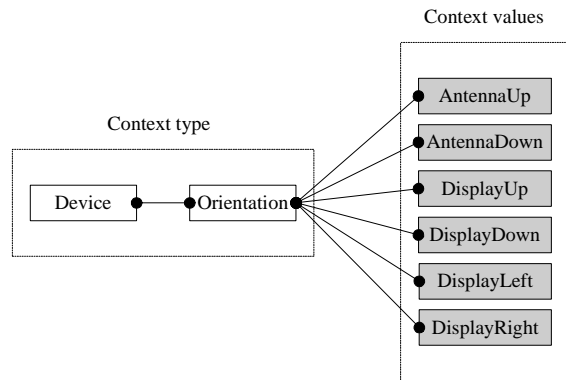 Context values
Context type
Device
Orientation
AntennaUp
AntennaDown
DisplayUp
DisplayDown
DisplayLeft
DisplayRight